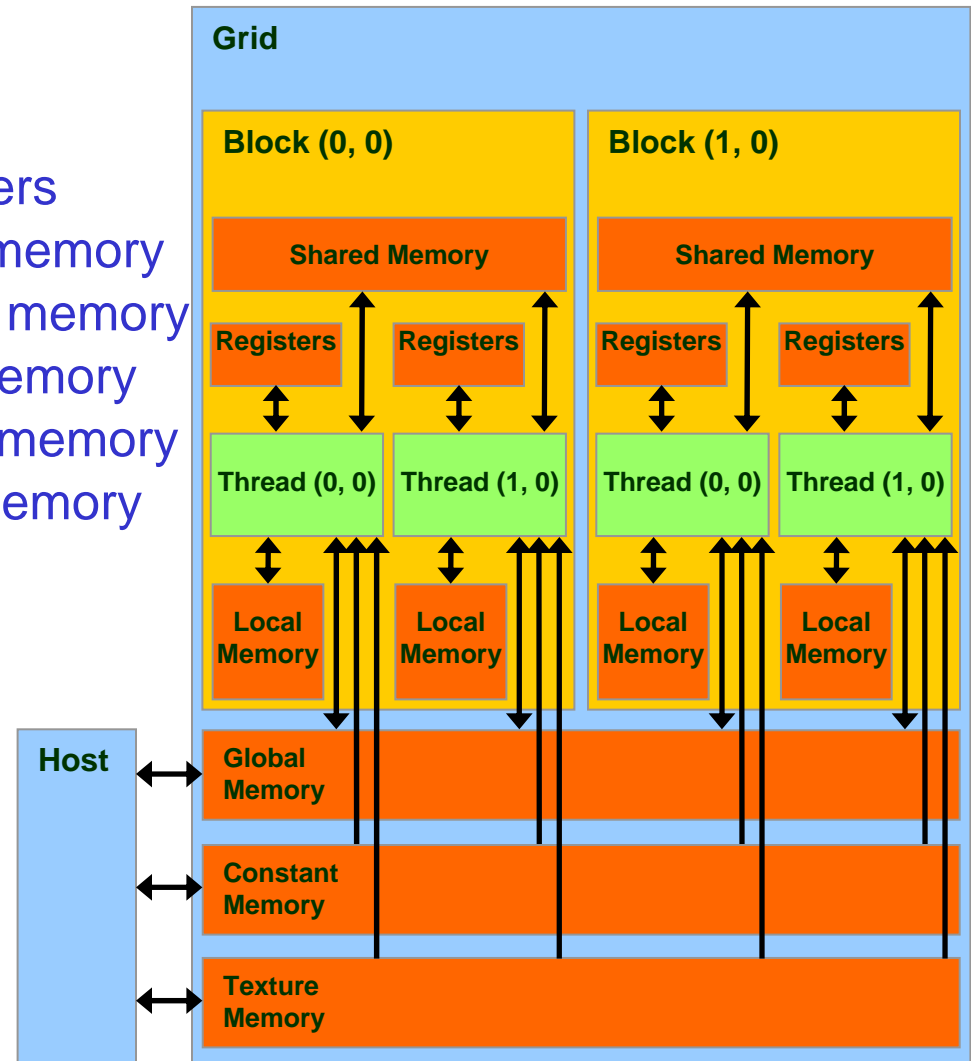 ers
memory
memory
emory
memory
emory
Grid
Block (0, 0)
Block (1, 0)
Shared Memory
Shared Memory
Registers
Registers
Registers
Registers
Thread (0, 0)
Thread (1, 0)
Thread (0, 0)
Thread (1, 0)
Local
Memory
Local
Memory
Local
Memory
Local
Memory
Host
Global
Memory
Constant
Memory
Texture
Memory